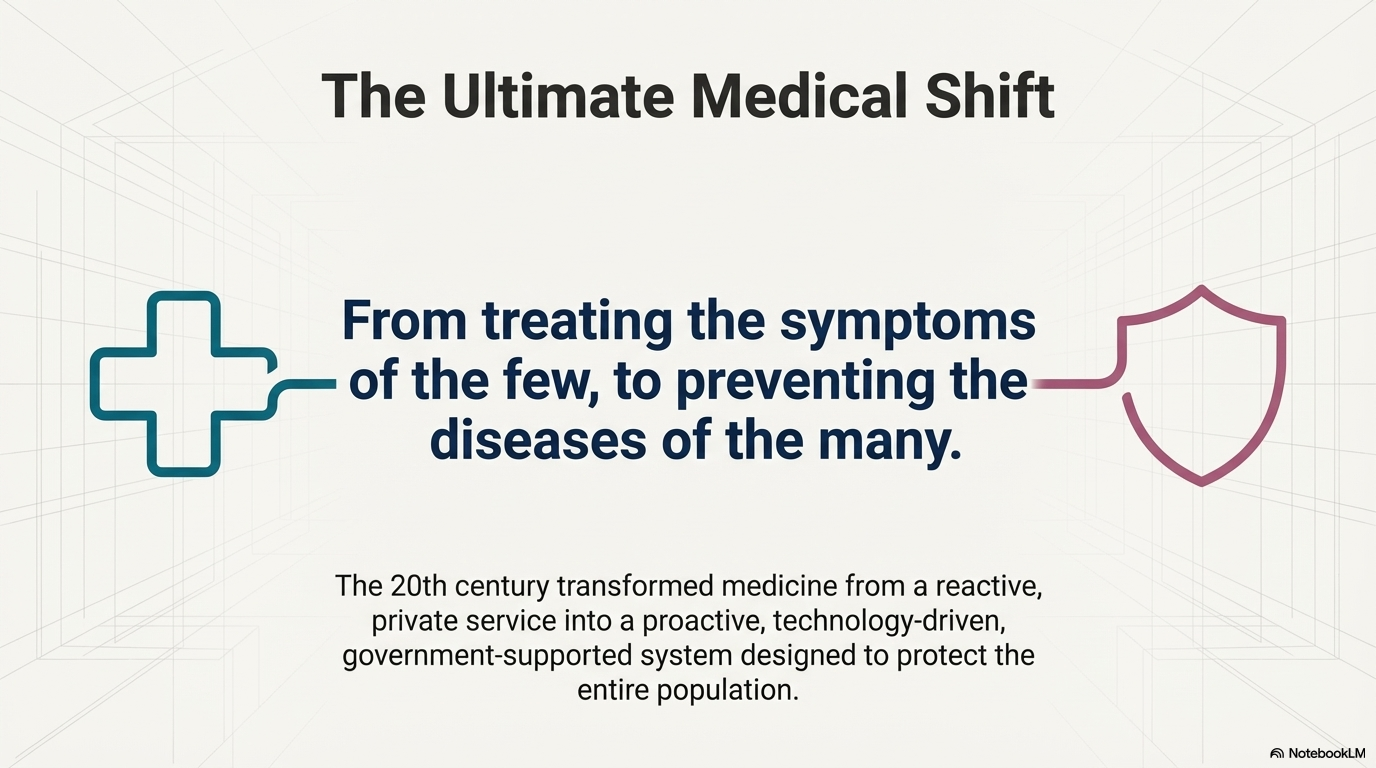 The Ultimate Medical Shift
From treating the symptoms
of the few, to preventing the
diseases of the many.
The 20th century transformed medicine from a reactive,
private service into a proactive, technology-driven,
government-supported system designed to protect the
entire population.
NotebookLM